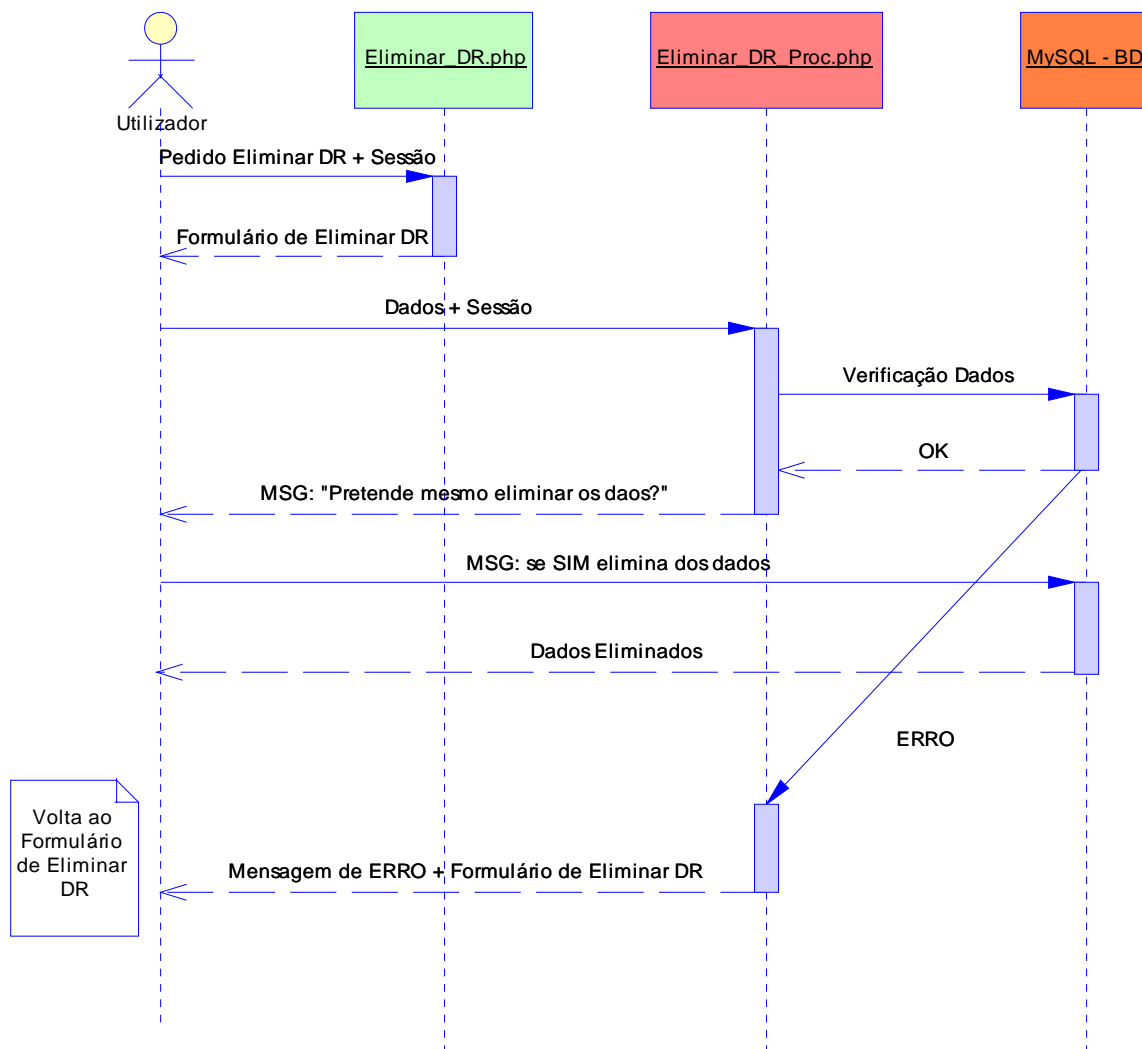 Eliminar_DR.php
Eliminar_DR_Proc.php
MySQL - BD
Utilizador
Pedido Eliminar DR + Sessão
Formulário de Eliminar DR
Dados + Sessão
Verificação Dados
OK
MSG: "Pretende mesmo eliminar os daos?"
MSG: se SIM elimina dos dados
Dados Eliminados
ERRO
Volta ao
Formulário
de Eliminar
DR
Mensagem de ERRO + Formulário de Eliminar DR